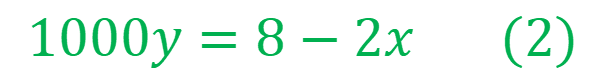 1000𝑦 = 8 − 2𝑥 (2)